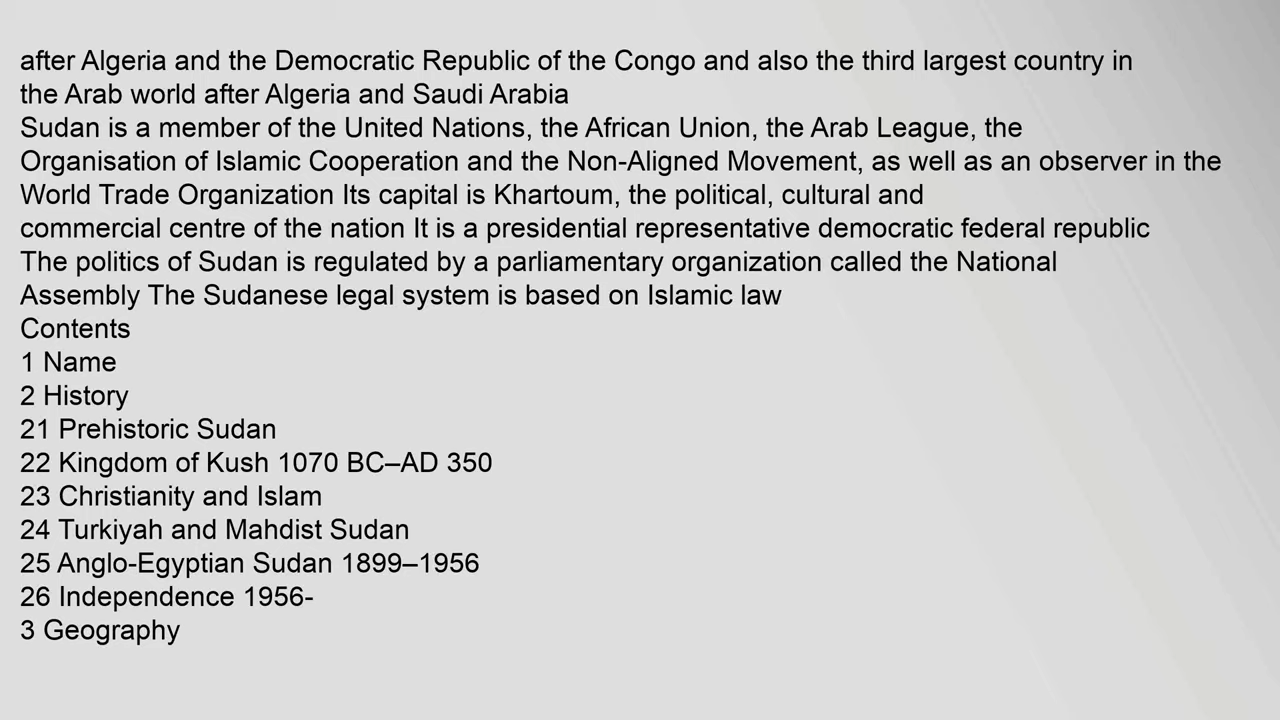 after Algeria and the Democratic Republic of the Congo and also the third largest country in
the Arab world after Algeria and Saudi Arabia
Sudan is a member of the United Nations, the African Union, the Arab League, the
Organisation of Islamic Cooperation and the Non-Aligned Movement, as well as an observer in the
World Trade Organization Its capital is Khartoum, the political, cultural and
commercial centre of the nation It is a presidential representative democratic federal republic
The politics of Sudan is regulated by a parliamentary organization called the National
Assembly The Sudanese legal system is based on Islamic law
Contents
1 Name
2 History
21 Prehistoric Sudan
22 Kingdom of Kush 1070 BC–AD 350
23 Christianity and Islam
24 Turkiyah and Mahdist Sudan
25 Anglo-Egyptian Sudan 1899–1956
26 Independence 1956-
3 Geography